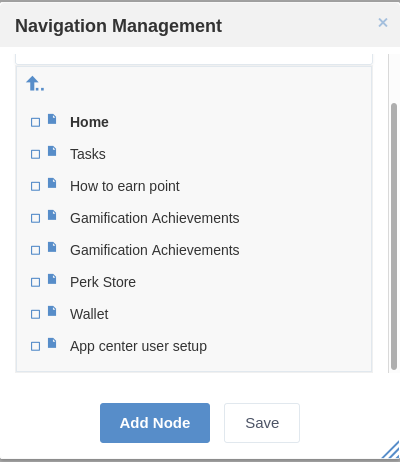 Navigation Management
×
..
Home
Tasks
How to earn point
Gamification Achievements
Gamification Achievements
Perk Store
Wallet
App center user setup
Add Node
Save